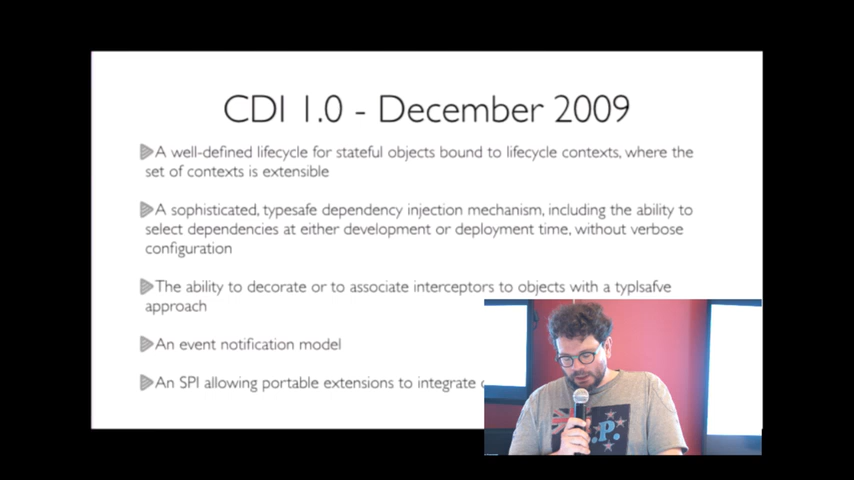 CDI 1.0 - December 2009
A well-defined lifecycle for stateful objects bound to lifecycle contexts, where the
set of contexts is extensible
A sophisticated, typesafe dependency injection mechanism, including the ability to
select dependencies at either development or deployment time, without verbose
configuration
The ability to decorate or to associate interceptors to objects with a typlsafve
approach
An event notification model
An SPI allowing portable extensions to integrate
.P.